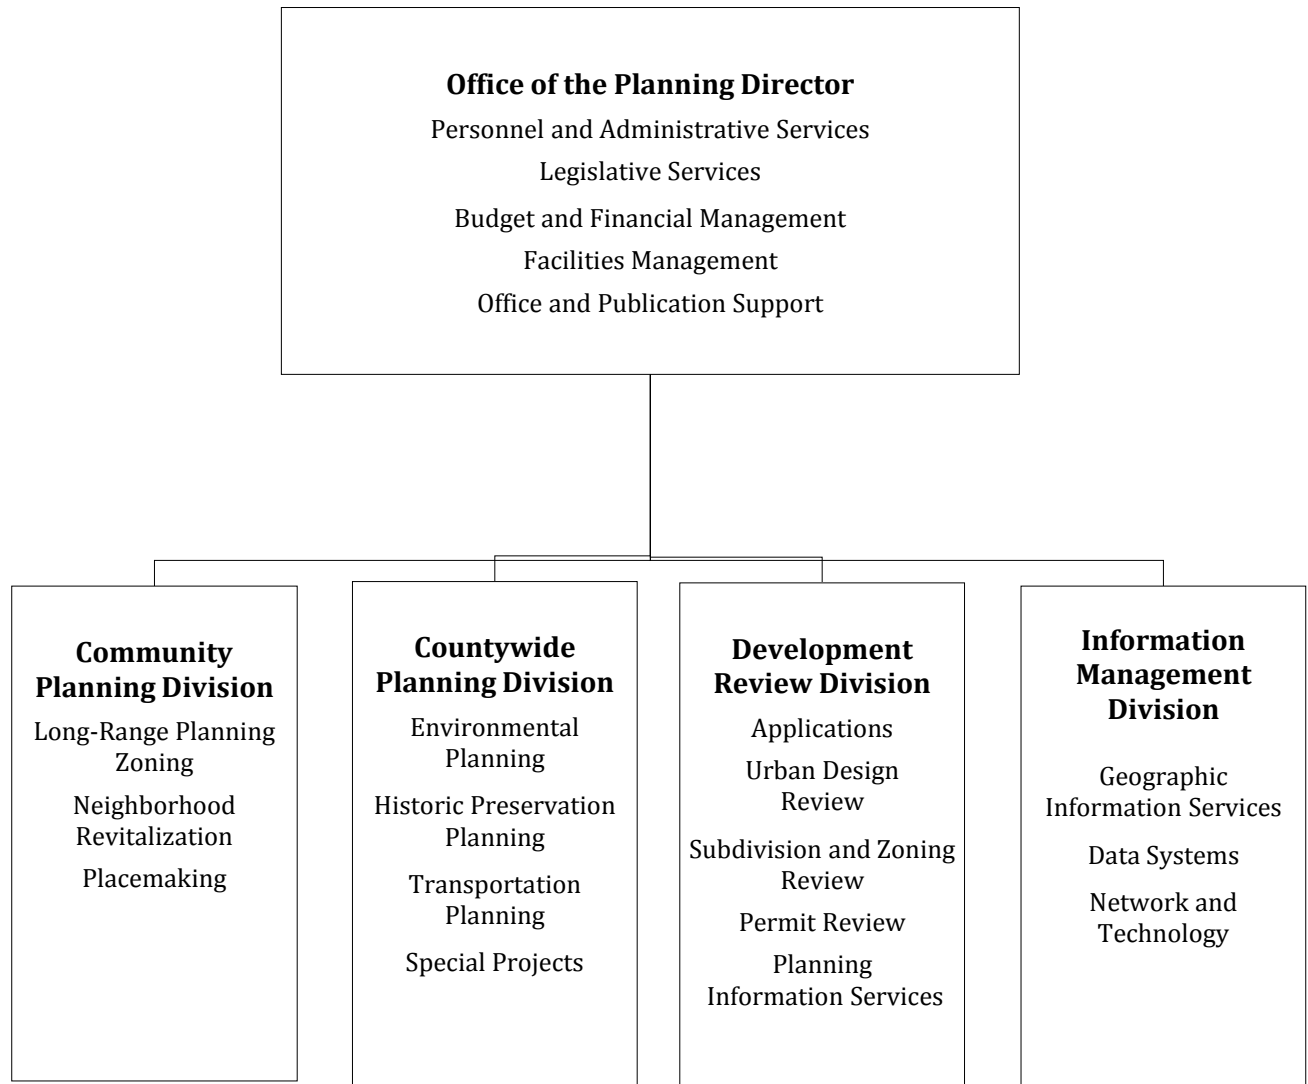 Office of the Planning Director
Personnel and Administrative Services
Legislative Services
Budget and Financial Management
Facilities Management
Office and Publication Support
Community
Planning Division
Long-Range Planning
Zoning
Neighborhood
Revitalization
Placemaking
Countywide
Planning Division
Environmental
Planning
Historic Preservation
Planning
Transportation
Planning
Special Projects
Development
Review Division
Applications
Urban Design
Review
Subdivision and Zoning
Review
Permit Review
Planning
Information Services
Information
Management
Division
Geographic
Information Services
Data Systems
Network and
Technology